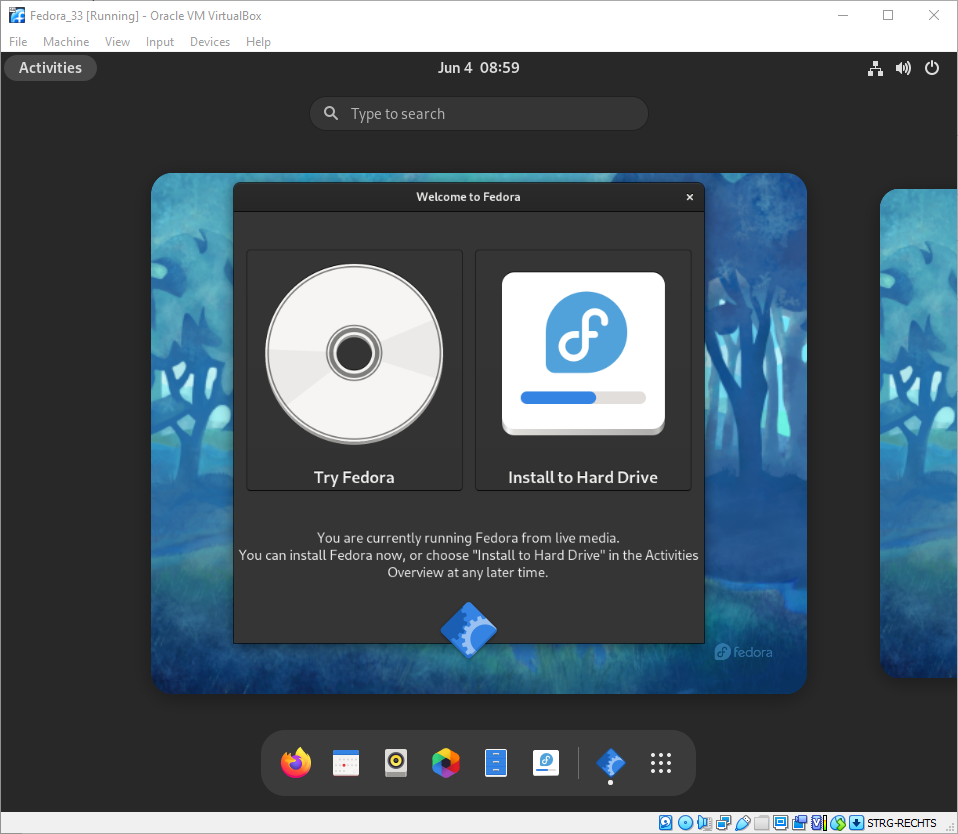 Fedora_33 [Running] - Oracle VM VirtualBox
File Machine View Input Devices Help
Activities
Jun 4 08:59
Type to search
Welcome to Fedora
Try Fedora
Install to Hard Drive
You are currently running Fedora from live media.
You can install Fedora now, or choose "Install to Hard Drive" in the Activities
Overview at any later time.
fedora
STRG-RECHTS